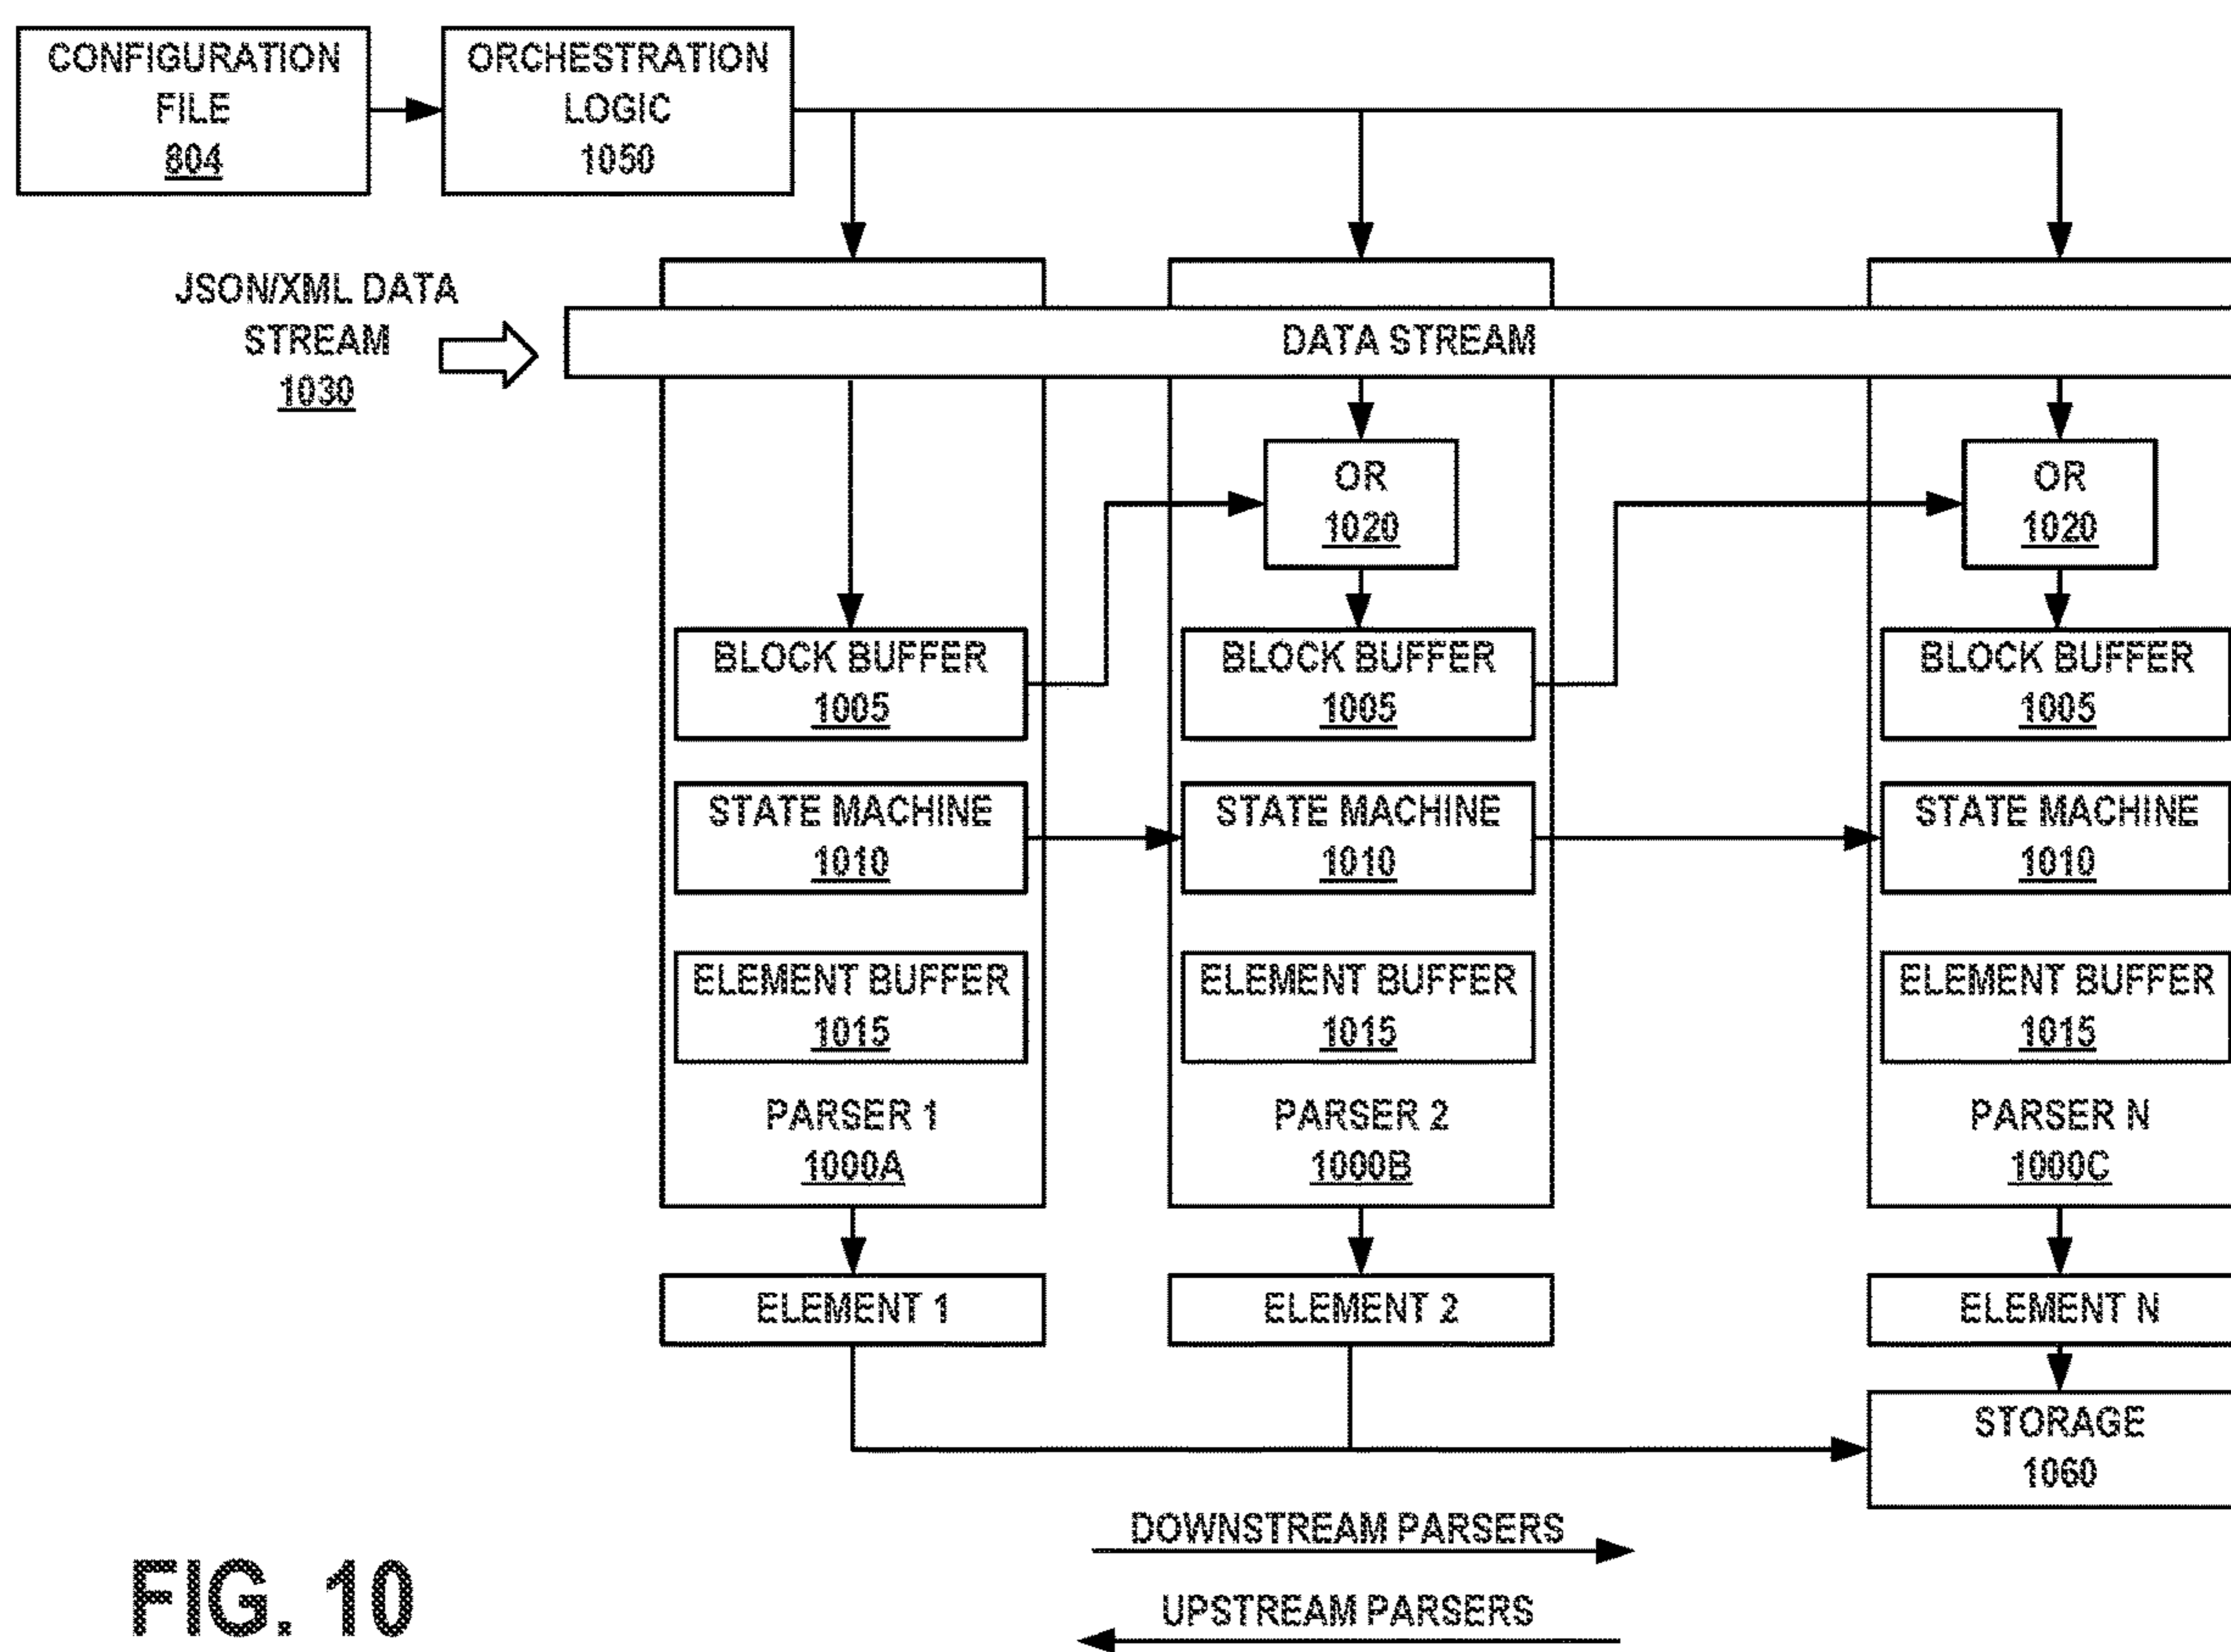 CONFIGURATION
FILE
804
ORCHESTRATION
LOGIC
1050
JSON/XML DATA
STREAM
1030
DATA STREAM
OR
1020
OR
1020
BLOCK BUFFER
1005
BLOCK BUFFER
1005
BLOCK BUFFER
1005
STATE MACHINE
1010
STATE MACHINE
1010
STATE MACHINE
1010
ELEMENT BUFFER
1015
ELEMENT BUFFER
1015
ELEMENT BUFFER
1015
PARSER 1
1000A
PARSER 2
1000B
PARSER N
1000C
ELEMENT 1
ELEMENT 2
ELEMENT N
STORAGE
1060
DOWNSTREAM PARSERS
UPSTREAM PARSERS
FIG. 10